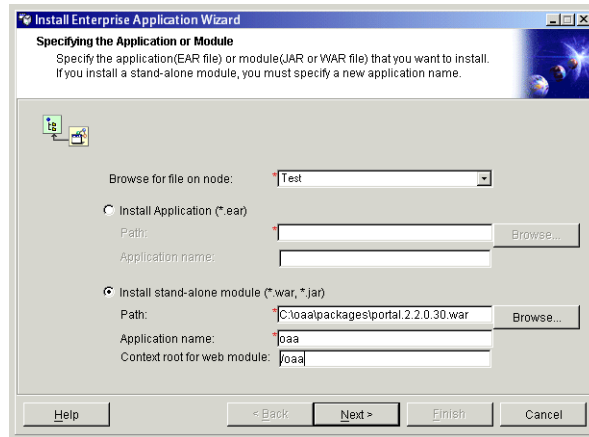 Install Enterprise Application Wizard
Specifying the Application or Module
Specify the application(EAR file) or module(JAR or WAR file) that you want to install.
If you install a stand-alone module, you must specify a new application name.
Browse for file on node: *Test
Install Application (*.ear)
Path: * Browse...
Application name:
Install stand-alone module (*.war, *.jar)
Path: *C:\oaa\packages\portal.2.2.0.30.war Browse...
Application name: *oaa
Context root for web module: /oaa
Help < Back Next > Finish Cancel